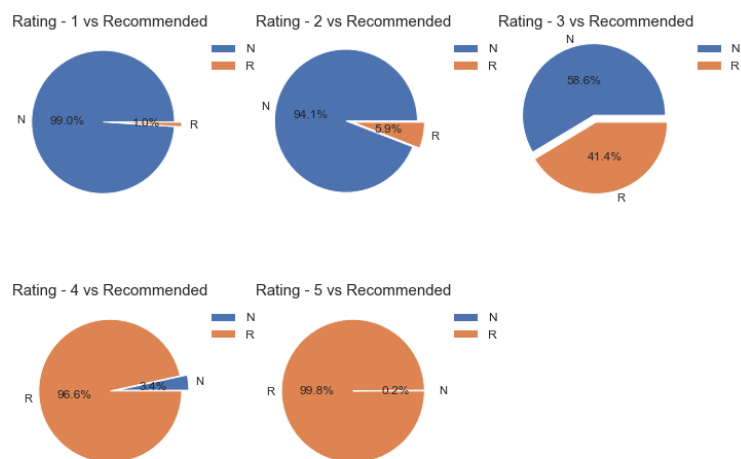 Rating - 1 vs Recommended
N
R
N
99.0%
1.0%
R
Rating - 2 vs Recommended
N
R
N
94.1%
5.9%
R
Rating - 3 vs Recommended
N
R
N
58.6%
41.4%
R
Rating - 4 vs Recommended
N
R
R
96.6%
3.4%
N
Rating - 5 vs Recommended
N
R
R
99.8%
0.2%
N